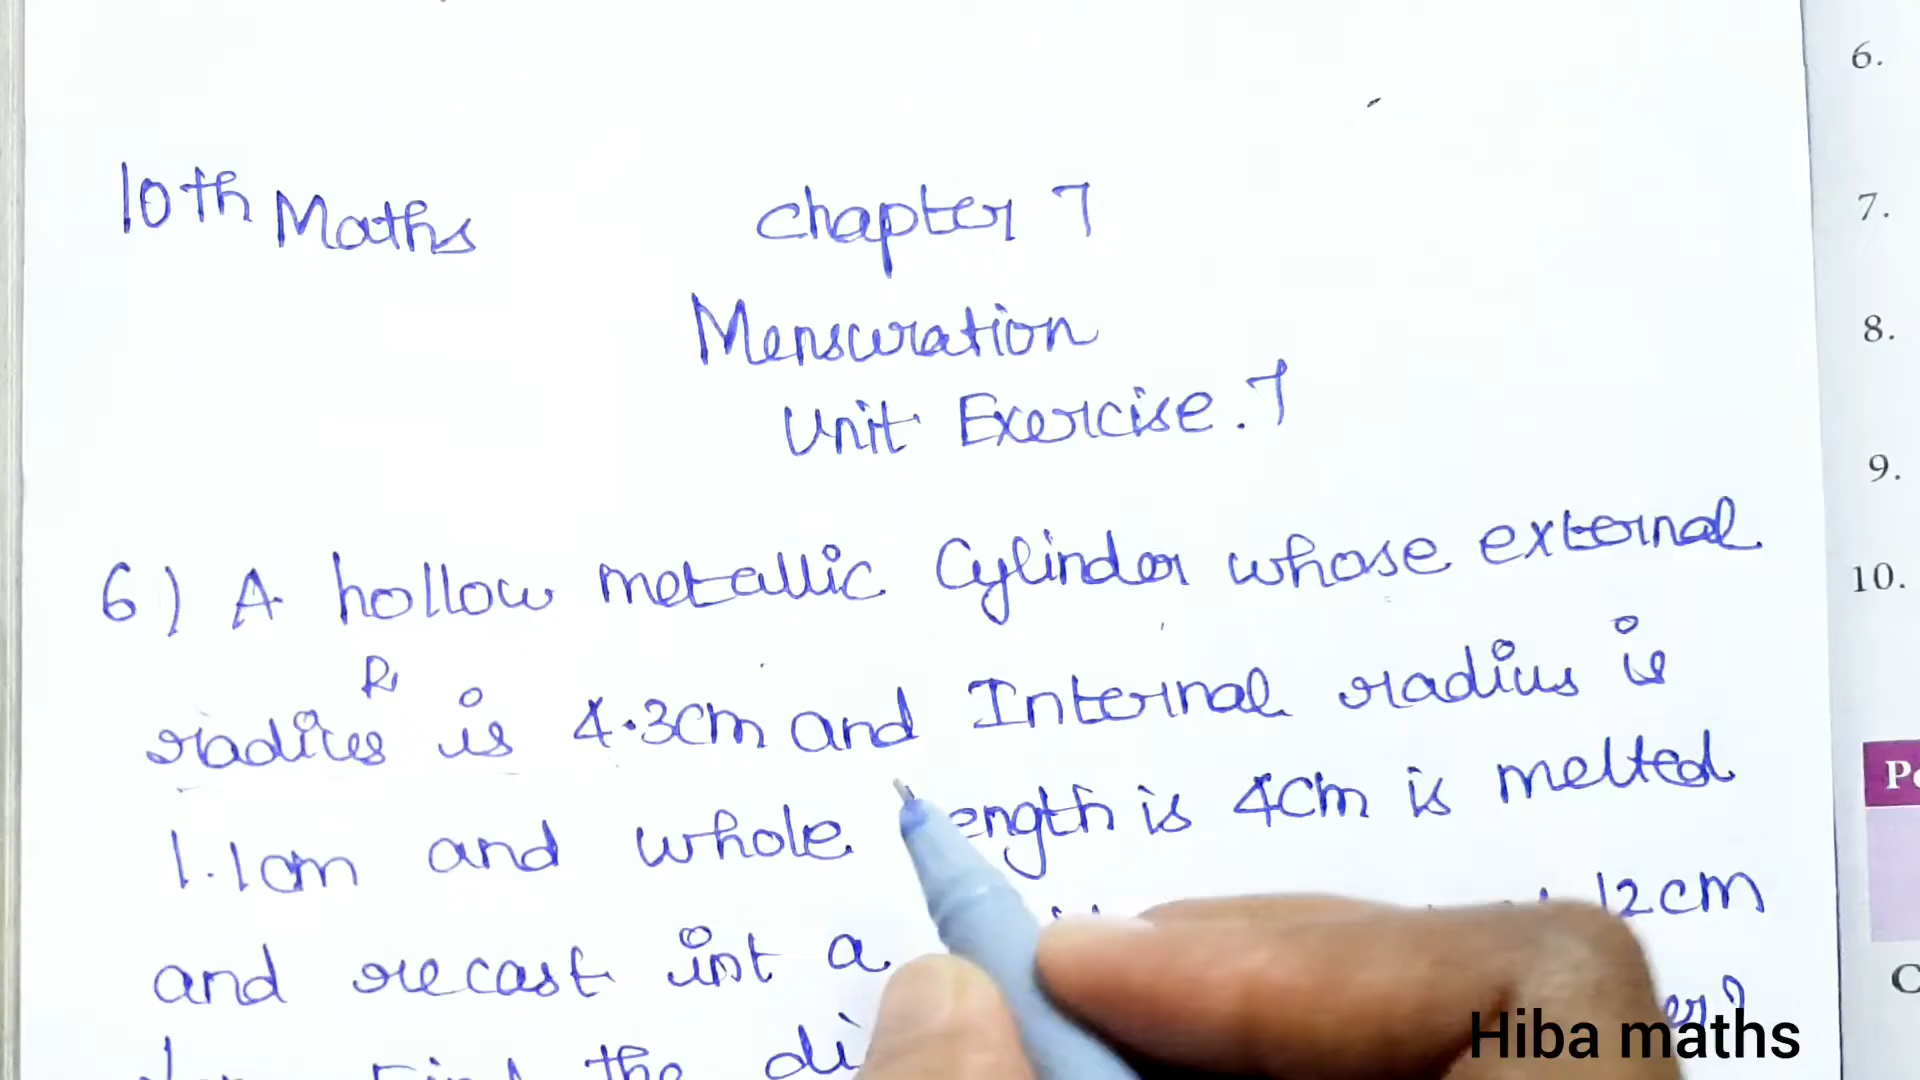 10th Maths
chapter 7
Mensuration
Unit Exercise.7
6) A hollow metallic Cylinder whose external
R
radius is 4.3cm and Internal radius is
1.1cm and whole length is 4cm is melted
and recast int a 12cm
the
Hiba maths
6.
7.
8.
9.
10.